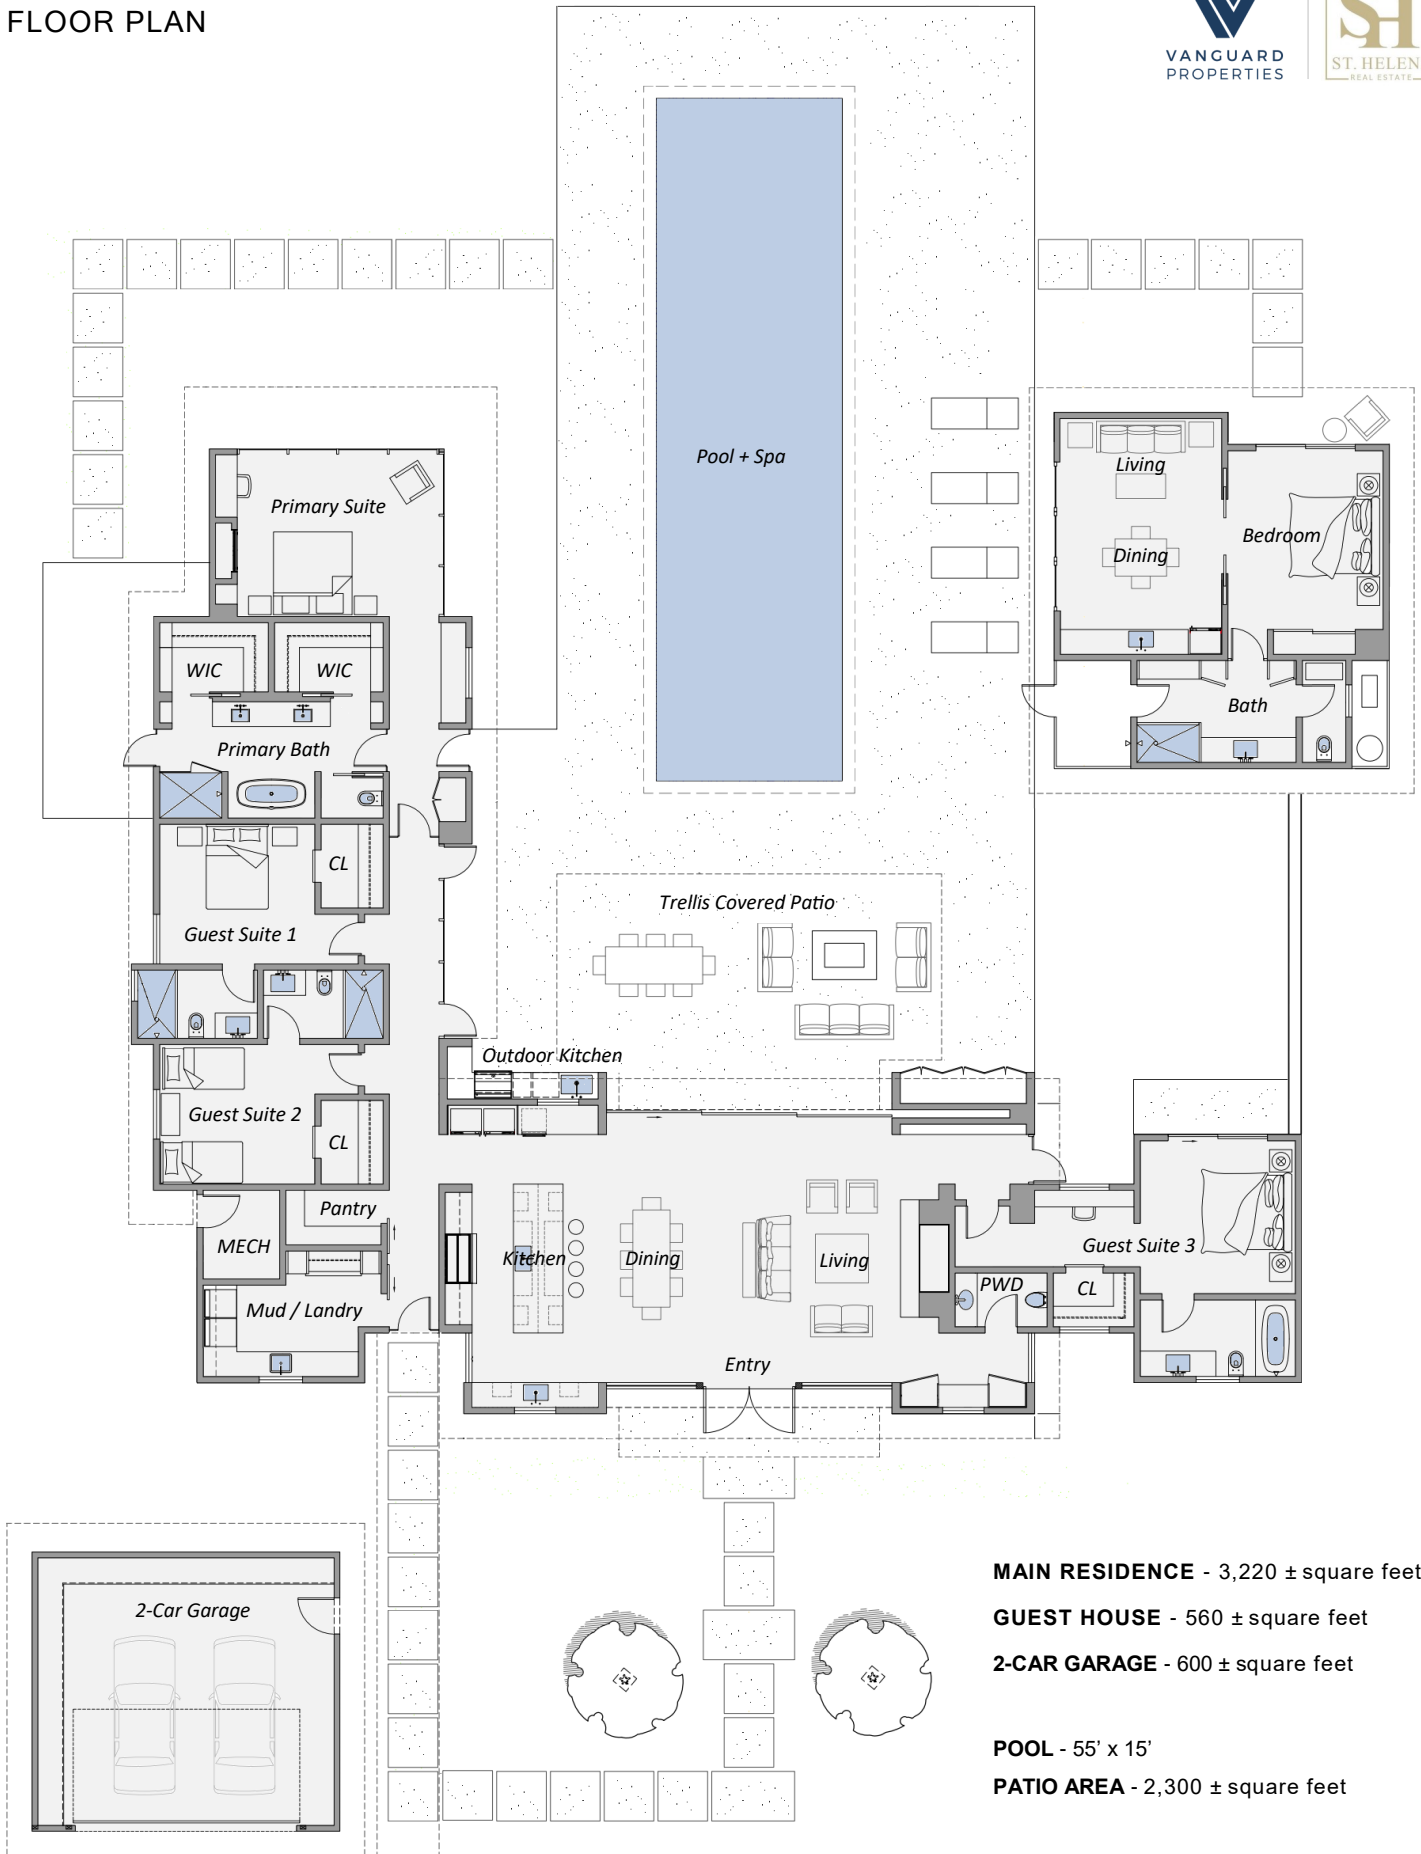 FLOOR PLAN
VANGUARD
PROPERTIES
SH
ST. HELEN
REAL ESTATE
Pool + Spa
Primary Suite
Living
Bedroom
Dining
WIC
WIC
Bath
Primary Bath
CL
Trellis Covered Patio
Guest Suite 1
Outdoor Kitchen
Guest Suite 2
CL
Pantry
MECH
Kitchen
Dining
Living
Guest Suite 3
PWD
CL
Mud / Landry
Entry
2-Car Garage
MAIN RESIDENCE - 3,220 ± square feet
GUEST HOUSE - 560 ± square feet
2-CAR GARAGE - 600 ± square feet
POOL - 55’ x 15’
PATIO AREA - 2,300 ± square feet